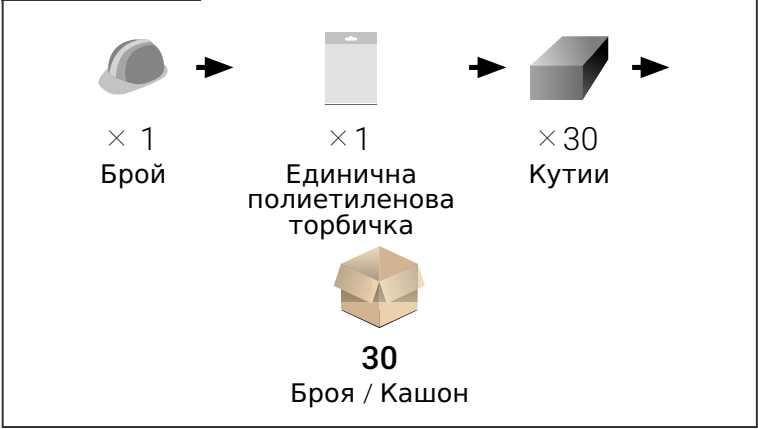 × 1
× 1
× 30
Брой
Единична
полиетиленова
торбичка
Кутии
30
Броя / Кашон